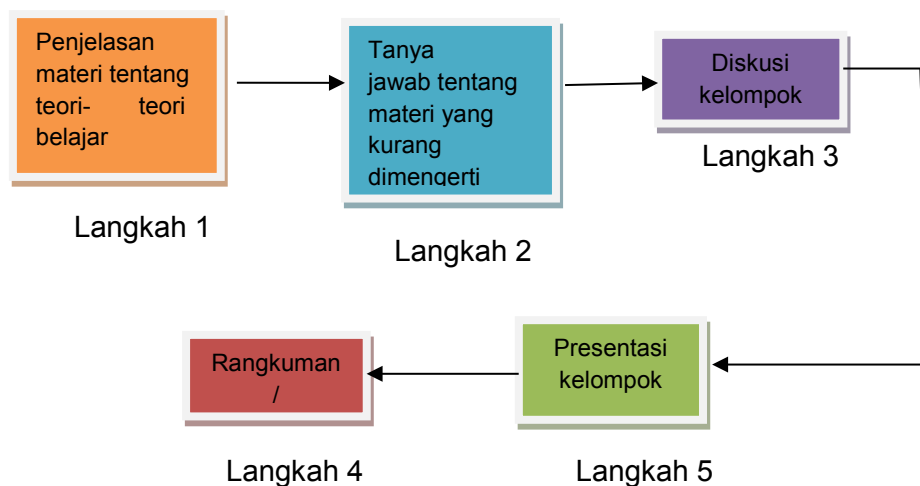 Penjelasan
materi tentang
teori- teori
belajar
Langkah 1
Tanya
jawab tentang
materi yang
kurang
dimengerti
Langkah 2
Diskusi
kelompok
Langkah 3
Rangkuman
/
Langkah 4
Presentasi
kelompok
Langkah 5